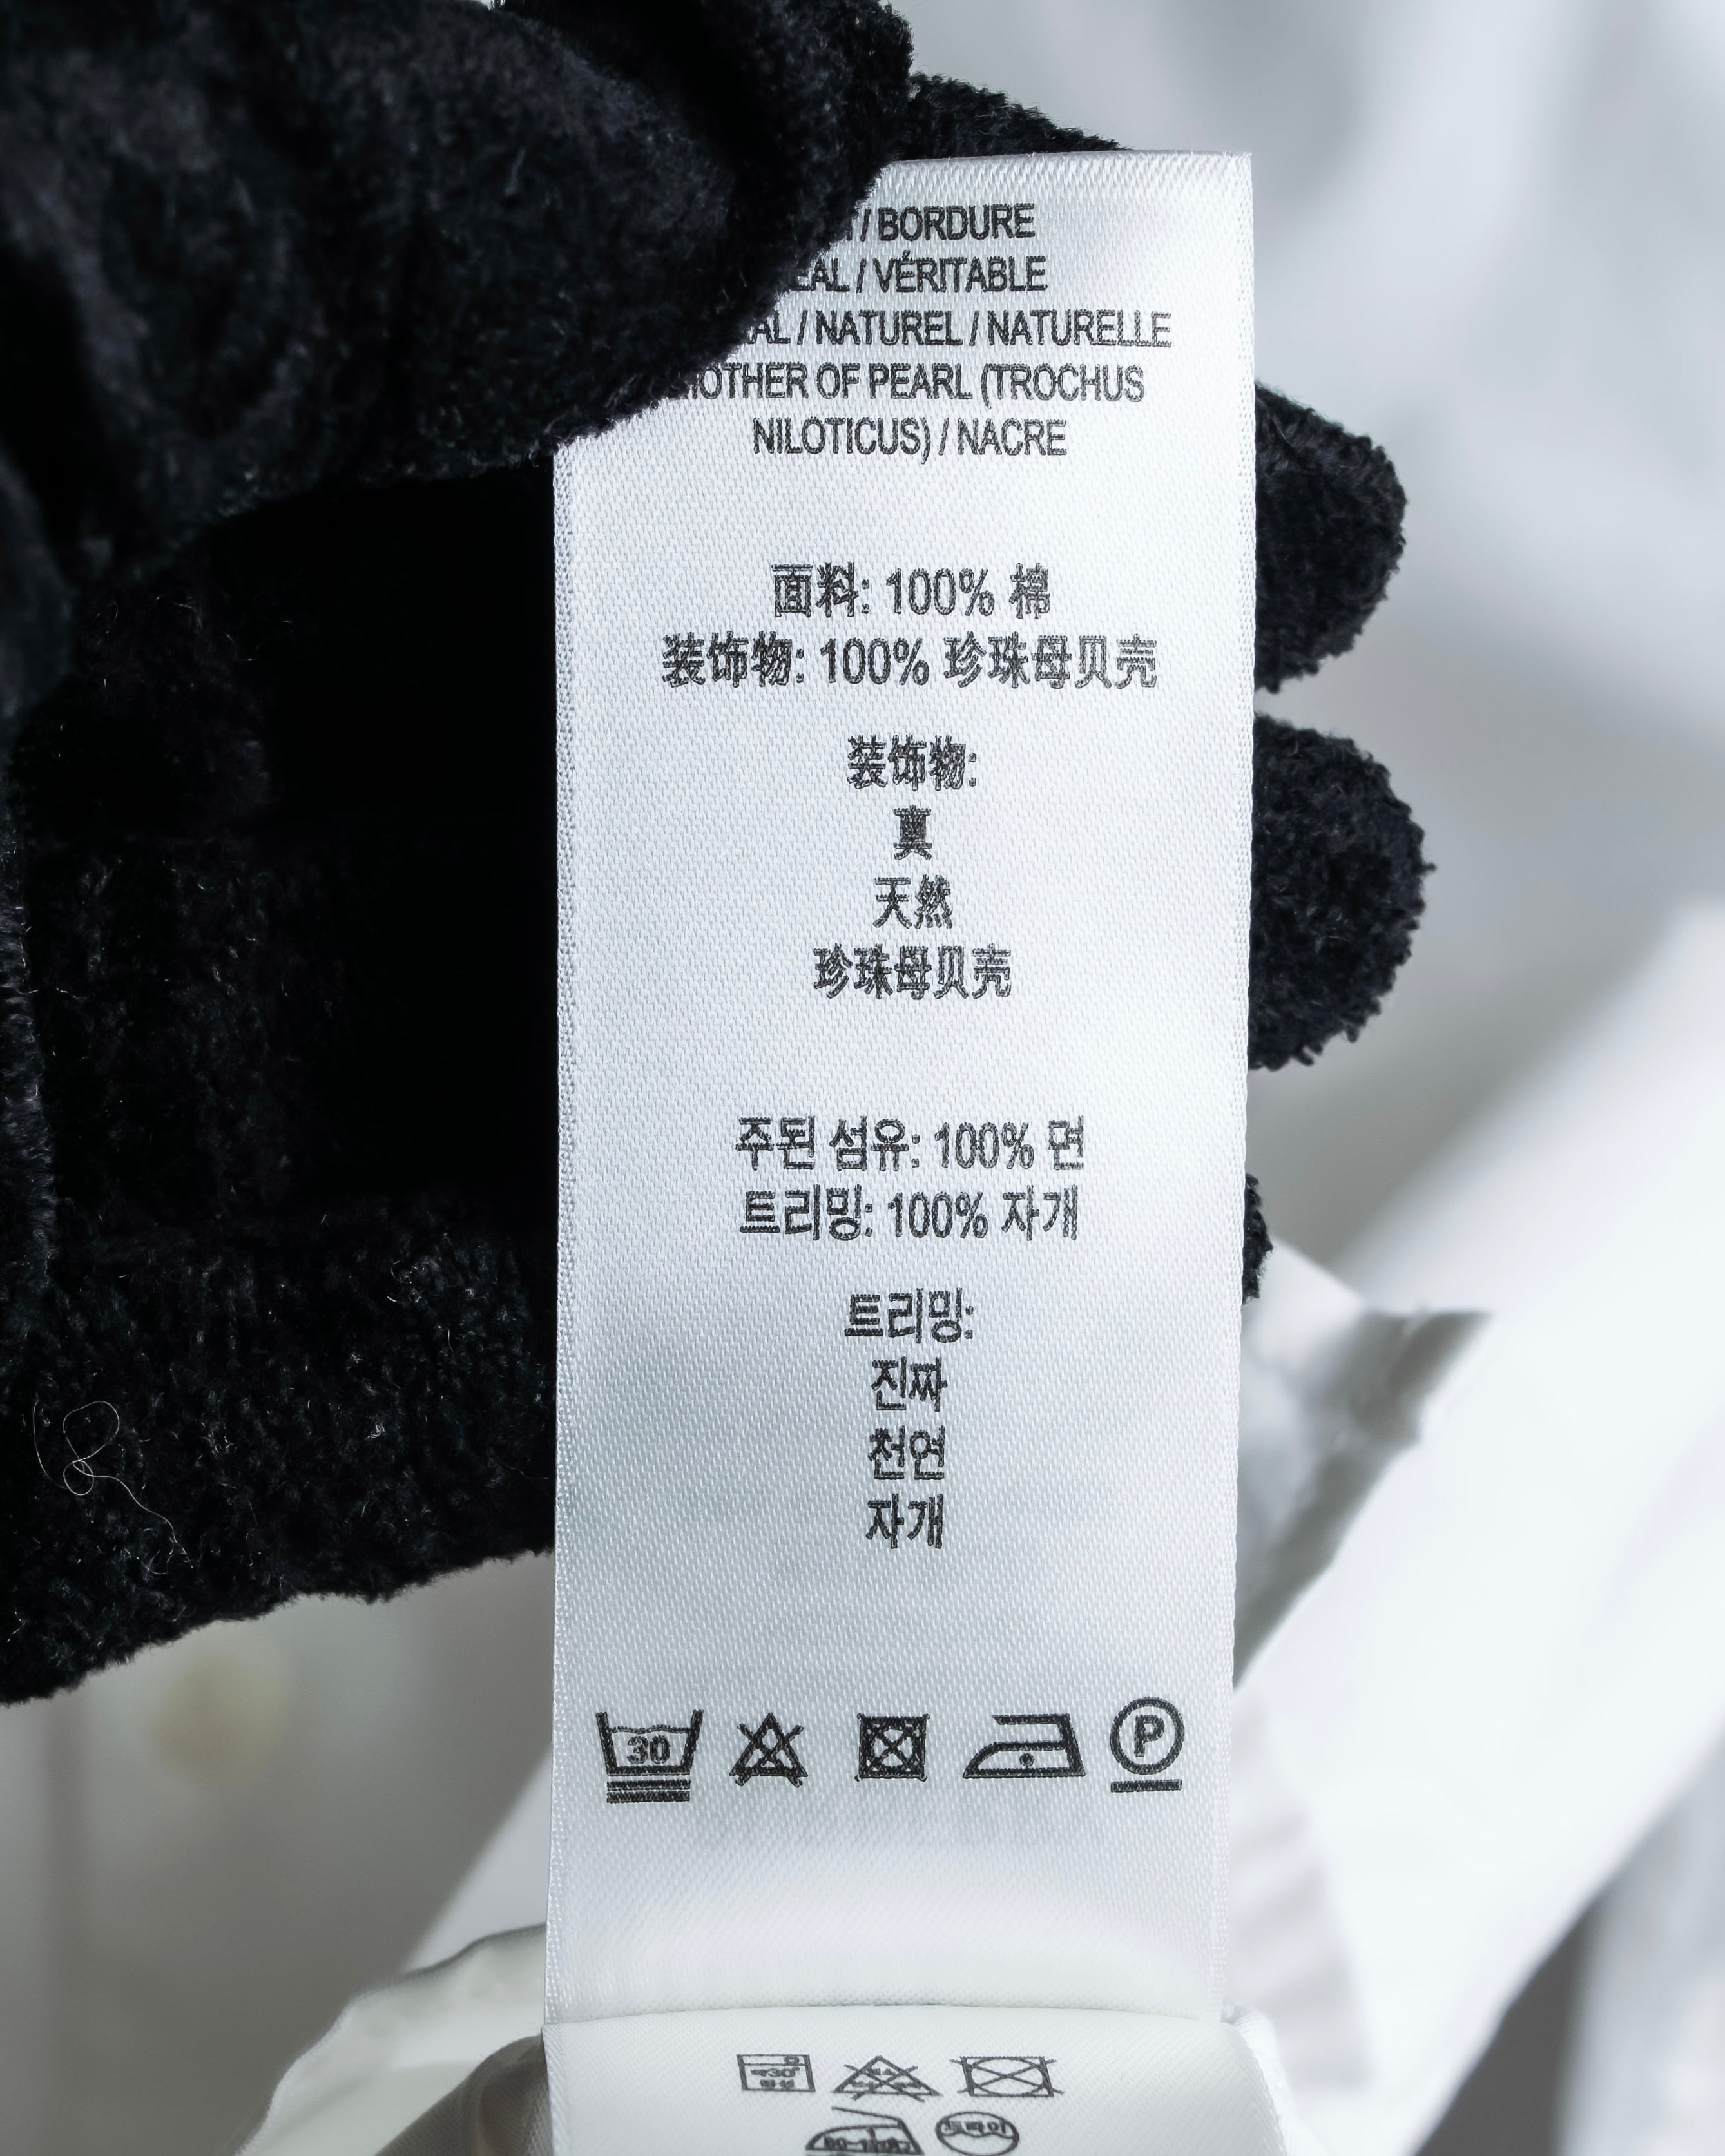 / BORDURE
/ VÉRITABLE
/ NATUREL / NATURELLE
OF PEARL (TROCHUS
NILOTICUS) / NACRE
面料: 100% 棉
装饰物: 100% 珍珠母贝壳
装饰物:
真
天然
珍珠母贝壳
주된 섬유: 100% 면
트리밍: 100% 자개
트리밍:
진짜
천연
자개
30
P